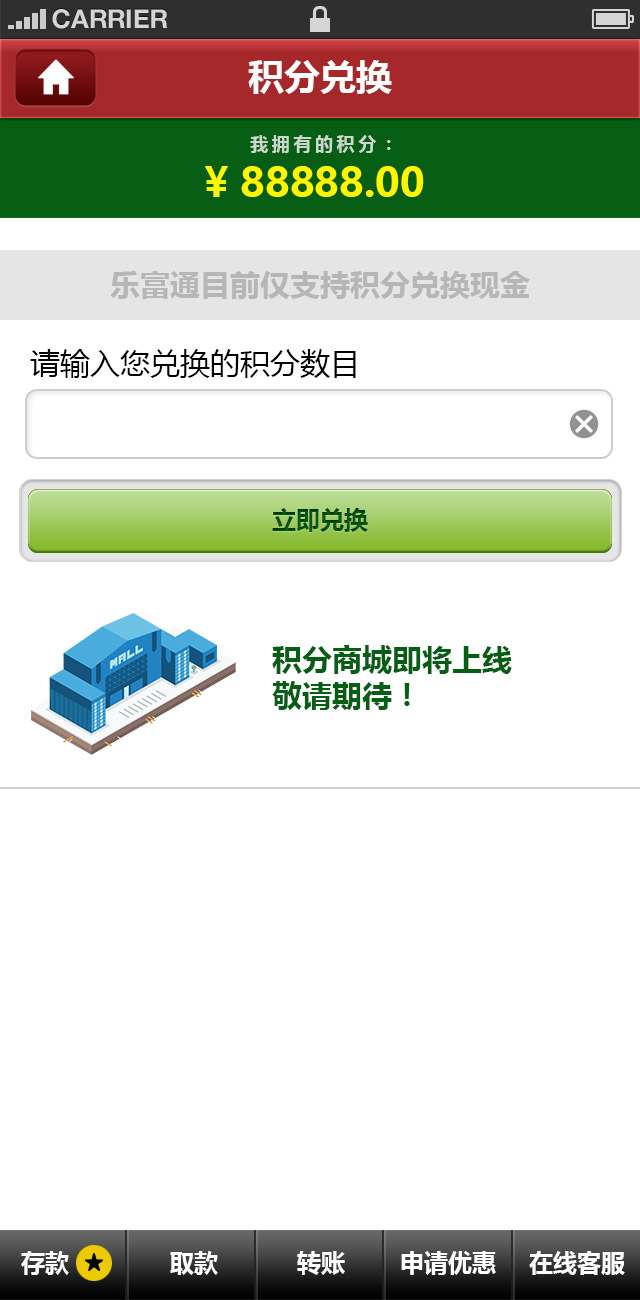 CARRIER
积分兑换
我拥有的积分：
¥ 88888.00
乐富通目前仅支持积分兑换现金
请输入您兑换的积分数目
立即兑换
MALL
积分商城即将上线
敬请期待！
存款 取款 转账 申请优惠 在线客服